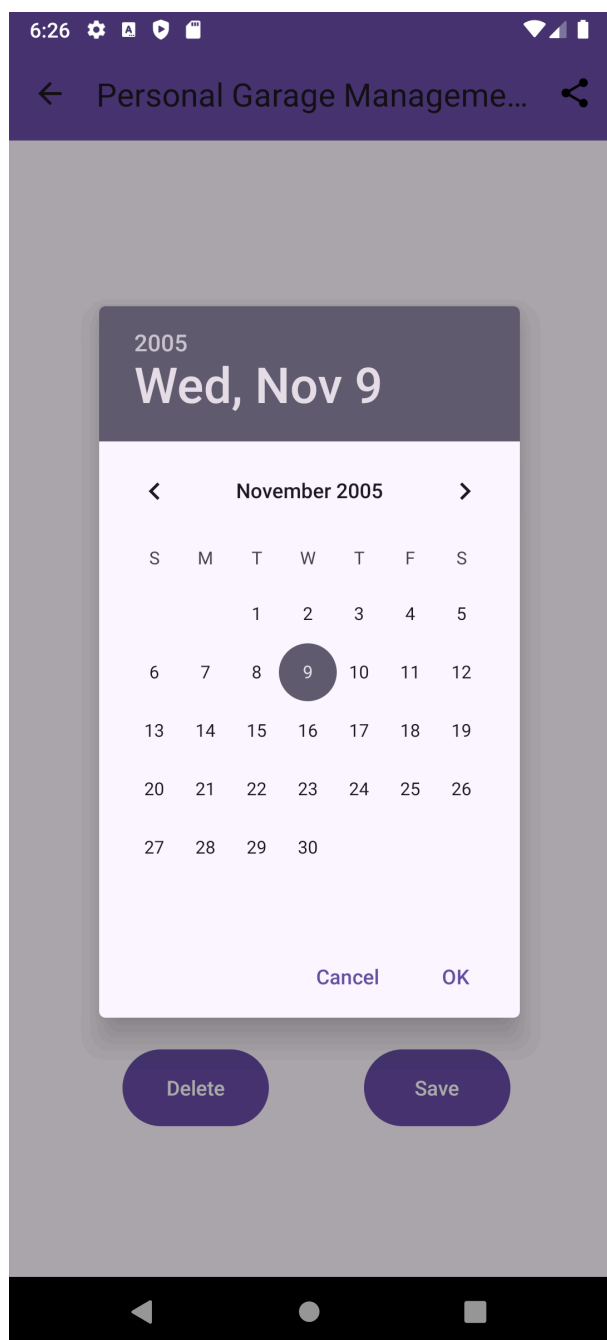 6:26
Personal Garage Manageme...
2005
Wed, Nov 9
November 2005
S M T W T F S
1 2 3 4 5
6 7 8 9 10 11 12
13 14 15 16 17 18 19
20 21 22 23 24 25 26
27 28 29 30
Cancel OK
Delete Save